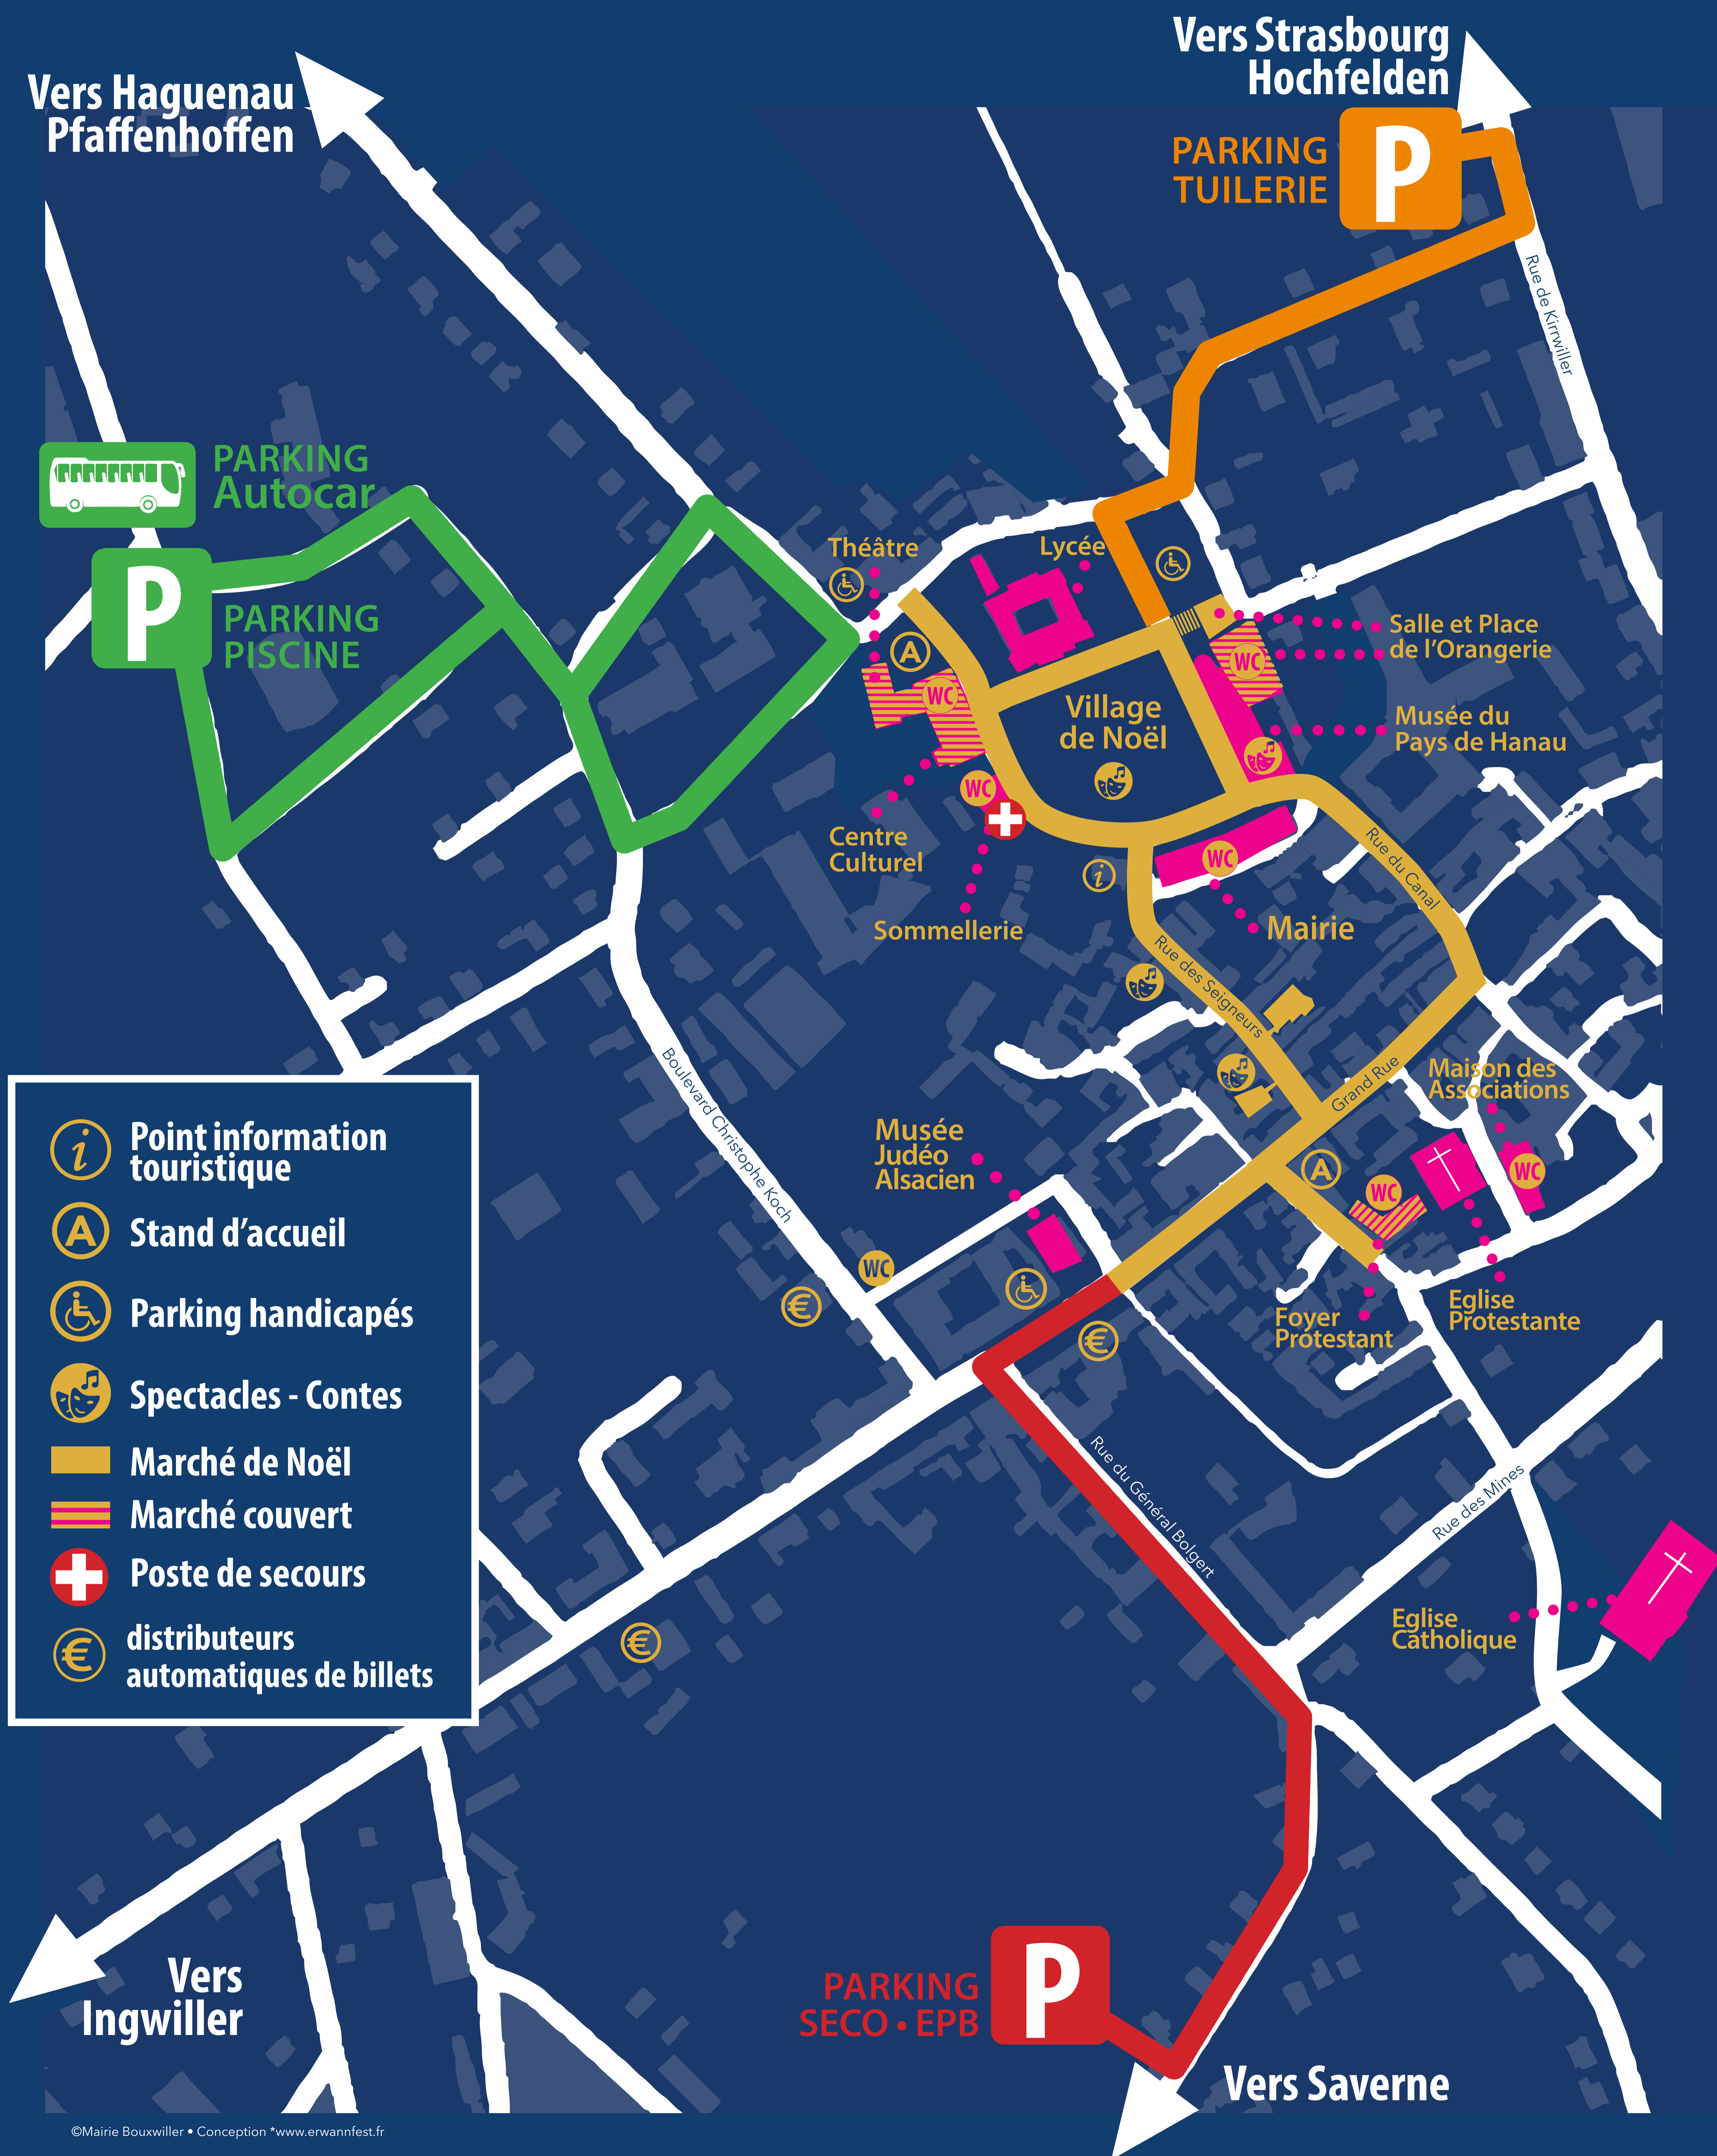 Vers Strasbourg
Hochfelden
Vers Haguenau
Pfaffenhoffen
PARKING
TUILERIE
P
Rue de Kirrwiller
PARKING
Autocar
P
PARKING
PISCINE
Théâtre
Lycée
A
WC
Salle et Place
de l'Orangerie
WC
Village
de Noël
Musée du
Pays de Hanau
WC
Centre
Culturel
Sommellerie
i
WC
Mairie
Rue du Canal
Rue des Seigneurs
Grand Rue
Maison des
Associations
Boulevard Christophe Koch
Musée
Judéo
Alsacien
A
WC
WC
WC
€
€
Foyer
Protestant
Eglise
Protestante
Rue du Général Bolgert
Rue des Mines
Eglise
Catholique
€
i
Point information
touristique
A
Stand d'accueil
Parking handicapés
Spectacles - Contes
Marché de Noël
Marché couvert
Poste de secours
€
distributeurs
automatiques de billets
Vers
Ingwiller
PARKING
SECO • EPB
P
Vers Saverne
©Mairie Bouxwiller • Conception *www.erwannfest.fr